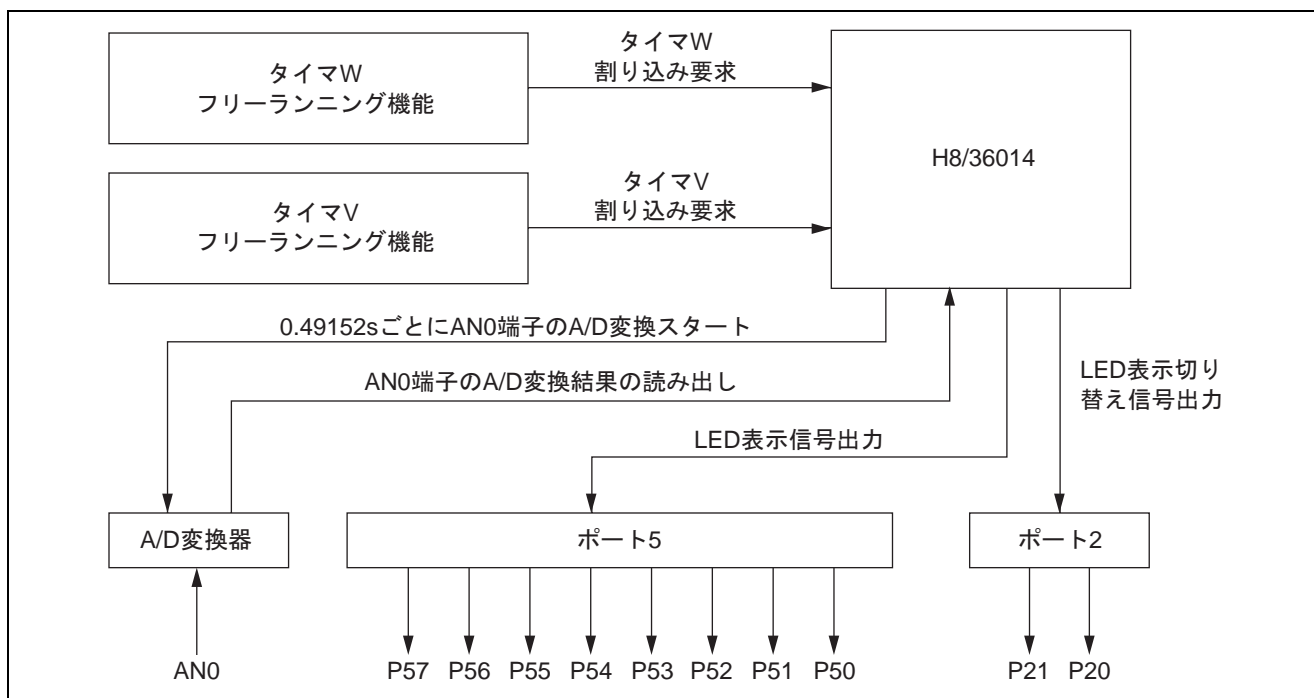 タイマW
フリーランニング機能
タイマW
割り込み要求
H8/36014
タイマV
フリーランニング機能
タイマV
割り込み要求
0.49152sごとにAN0端子のA/D変換スタート
AN0端子のA/D変換結果の読み出し
LED表示切り
替え信号出力
LED表示信号出力
A/D変換器
ポート5
ポート2
AN0
P57 P56 P55 P54 P53 P52 P51 P50
P21 P20